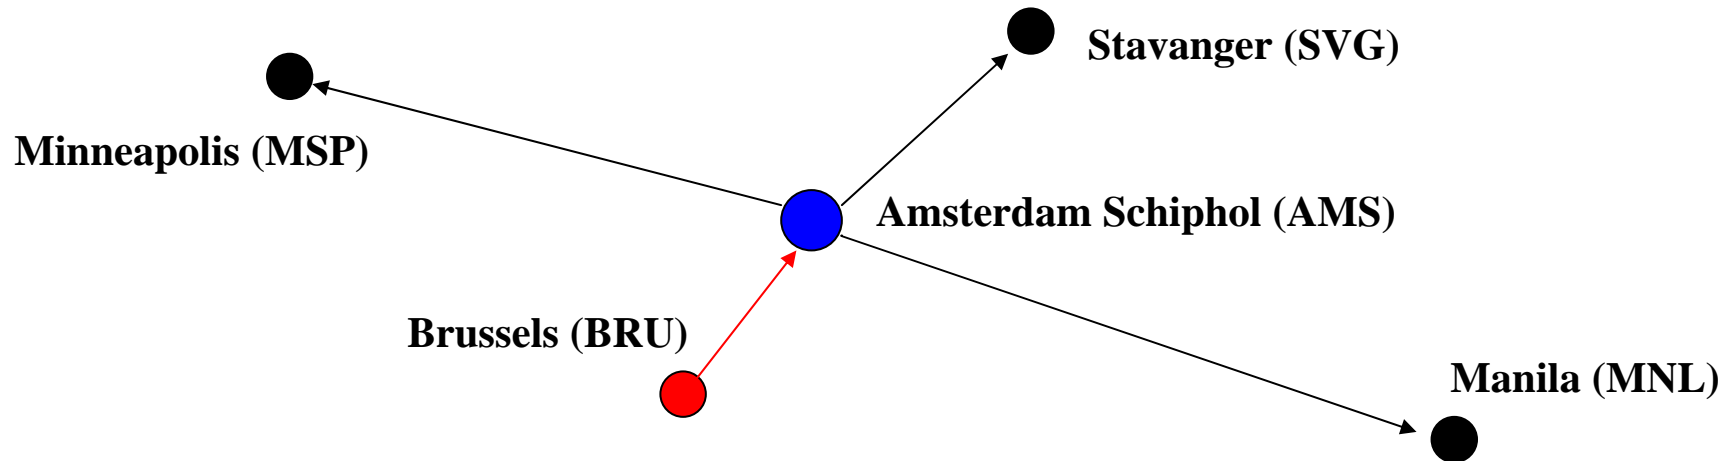 Stavanger (SVG)
Minneapolis (MSP)
Amsterdam Schiphol (AMS)
Brussels (BRU)
Manila (MNL)